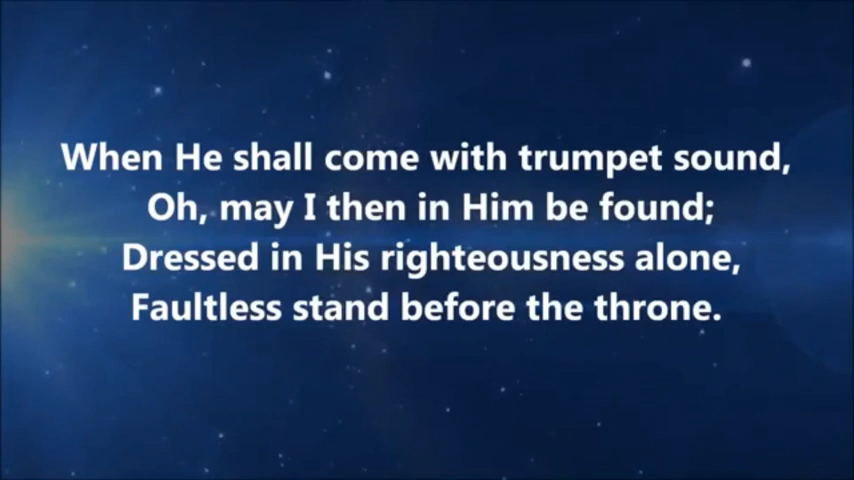 When He shall come with trumpet sound,
Oh, may I then in Him be found;
Dressed in His righteousness alone,
Faultless stand before the throne.